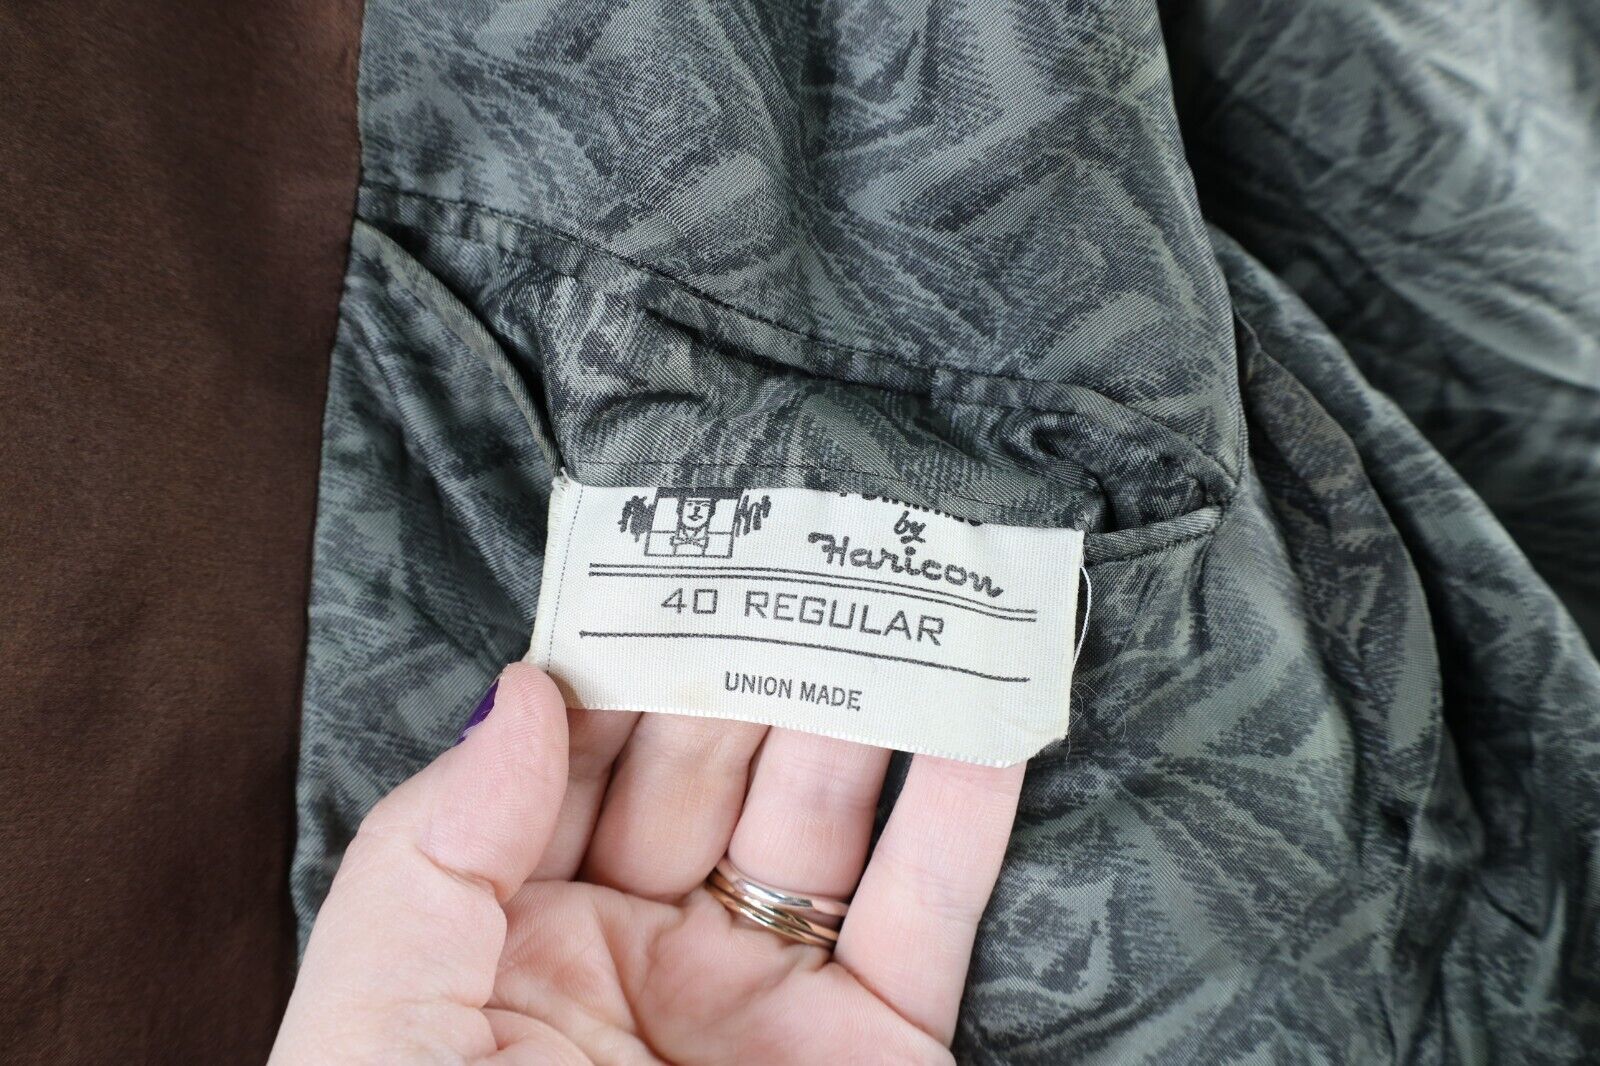 by
Haricon
40 REGULAR
UNION MADE